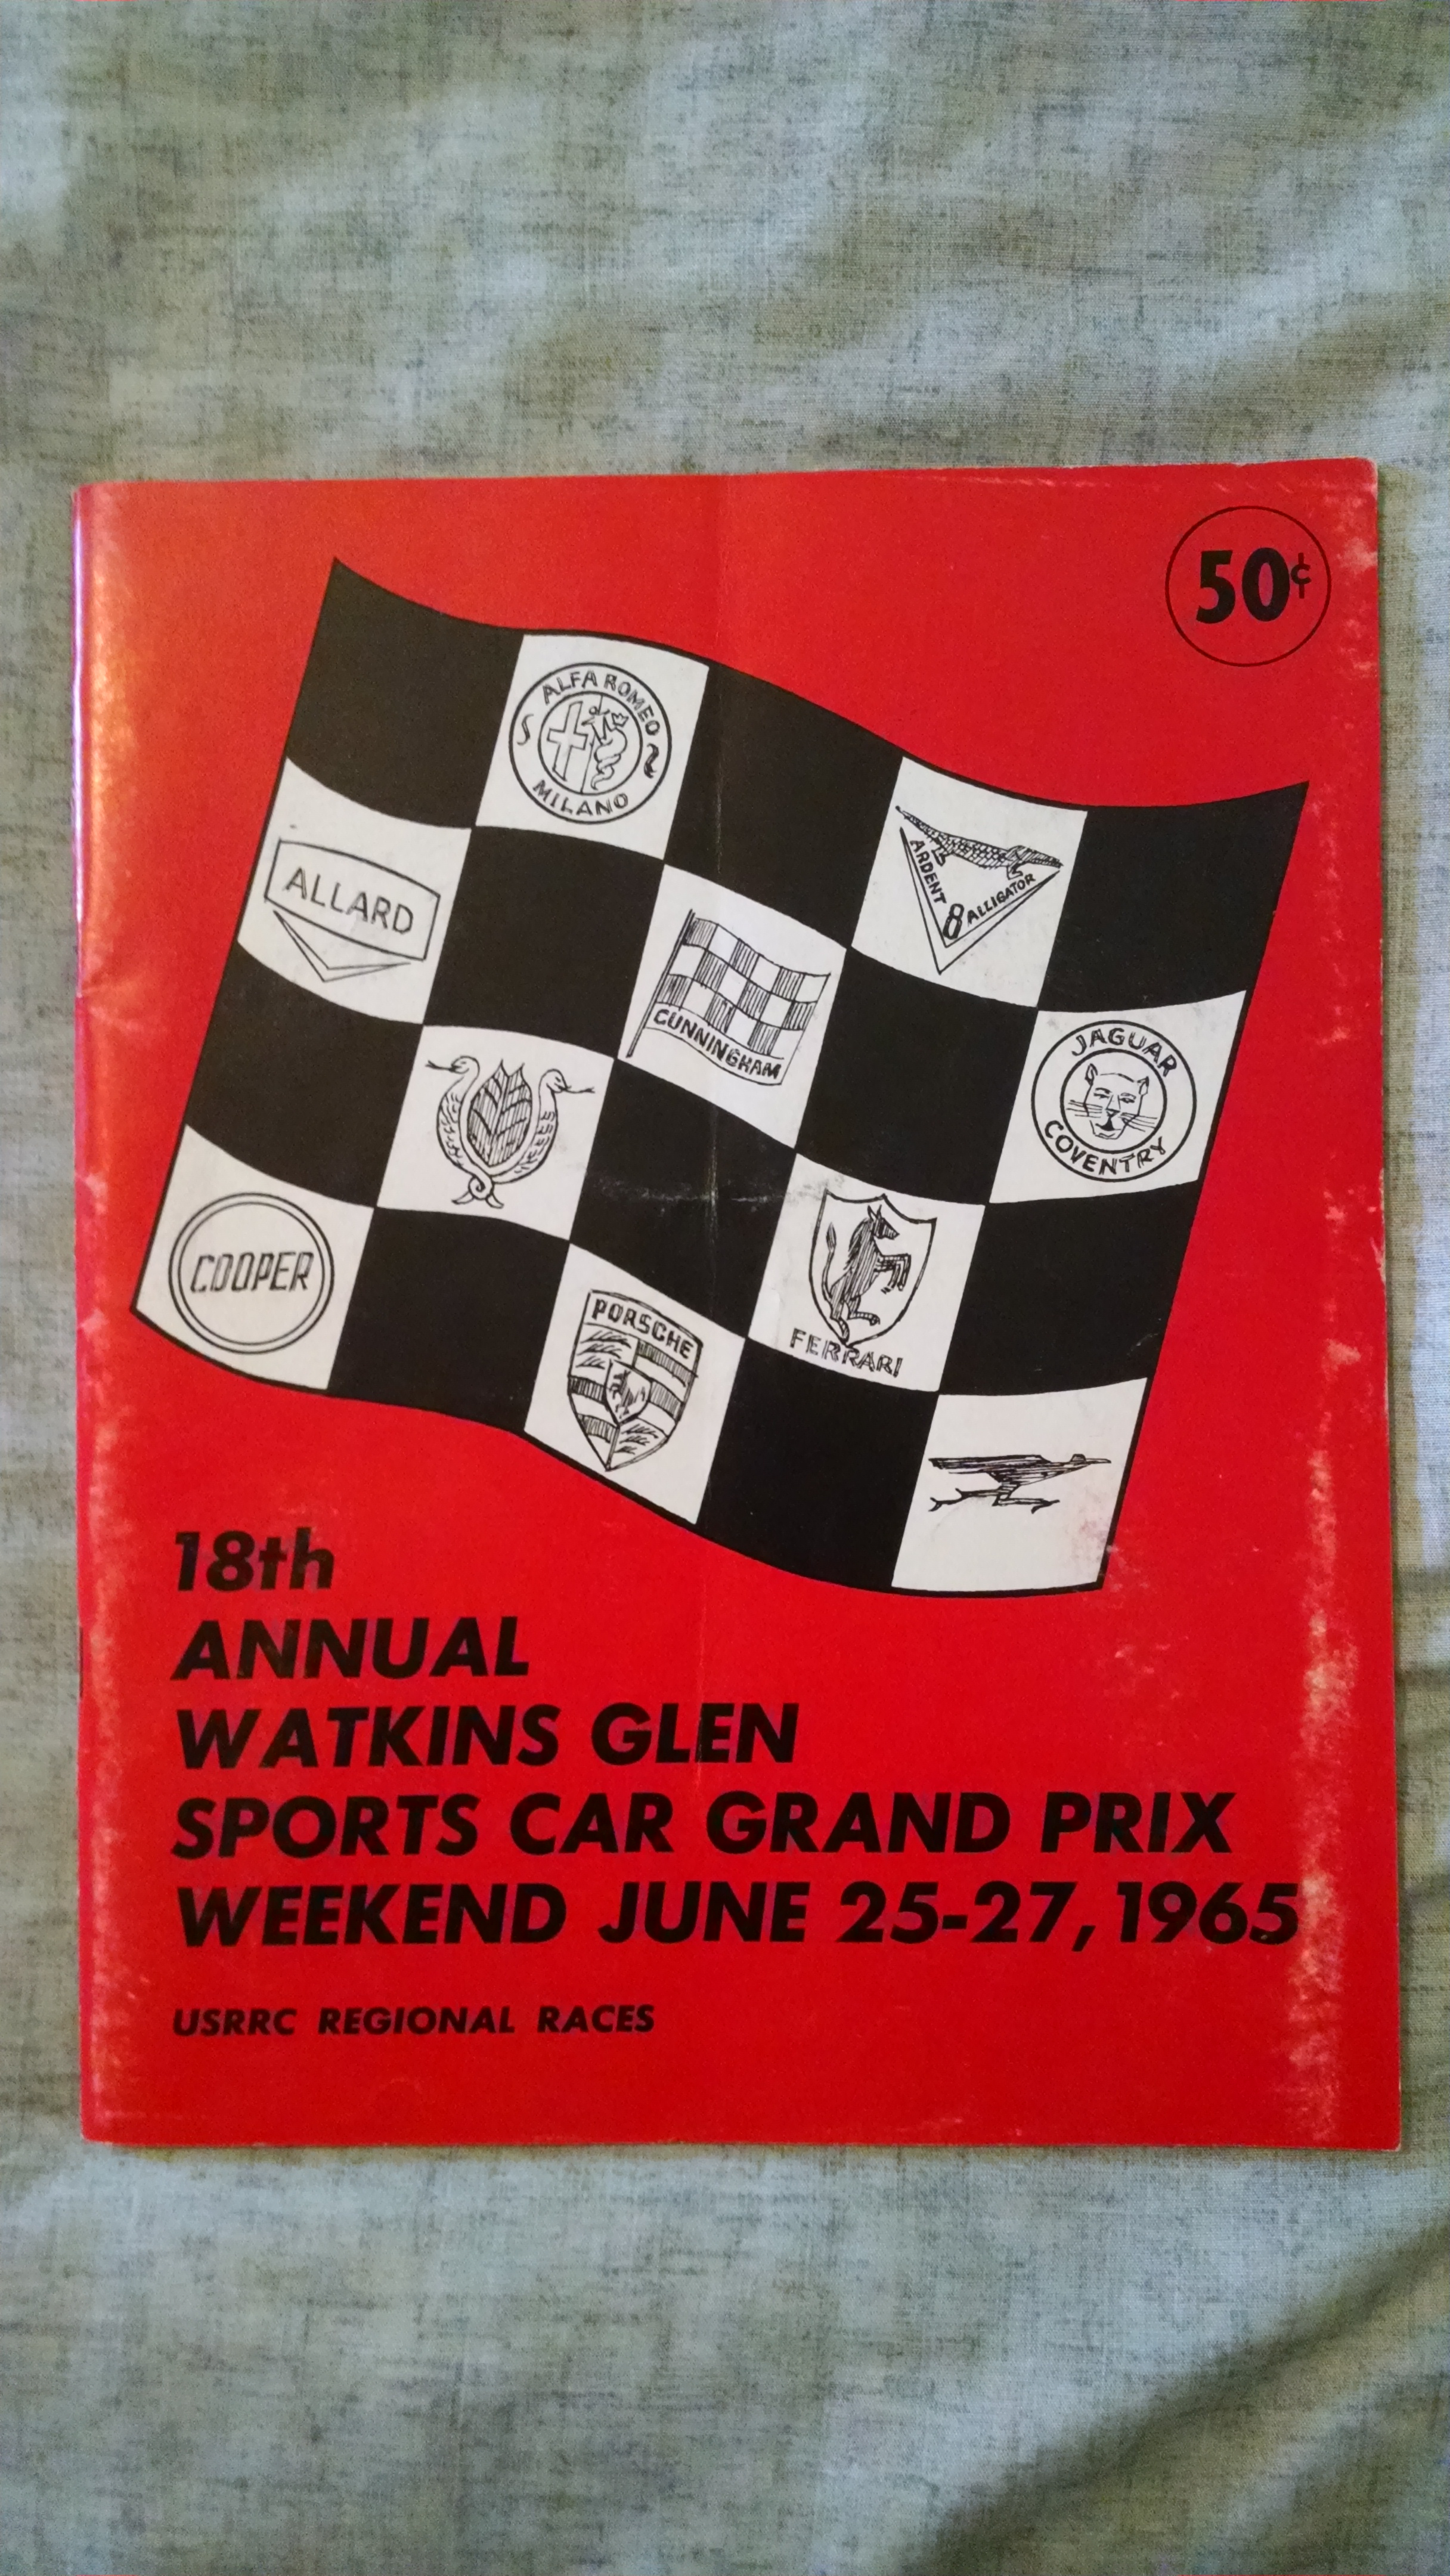 50¢
ALFA ROMEO
MILANO
ALLARD
ARDENT
8
ALLIGATOR
CUNNINGHAM
JAGUAR
COVENTRY
COOPER
PORSCHE
FERRARI
18th
ANNUAL
WATKINS GLEN
SPORTS CAR GRAND PRIX
WEEKEND JUNE 25-27, 1965
USRRC REGIONAL RACES